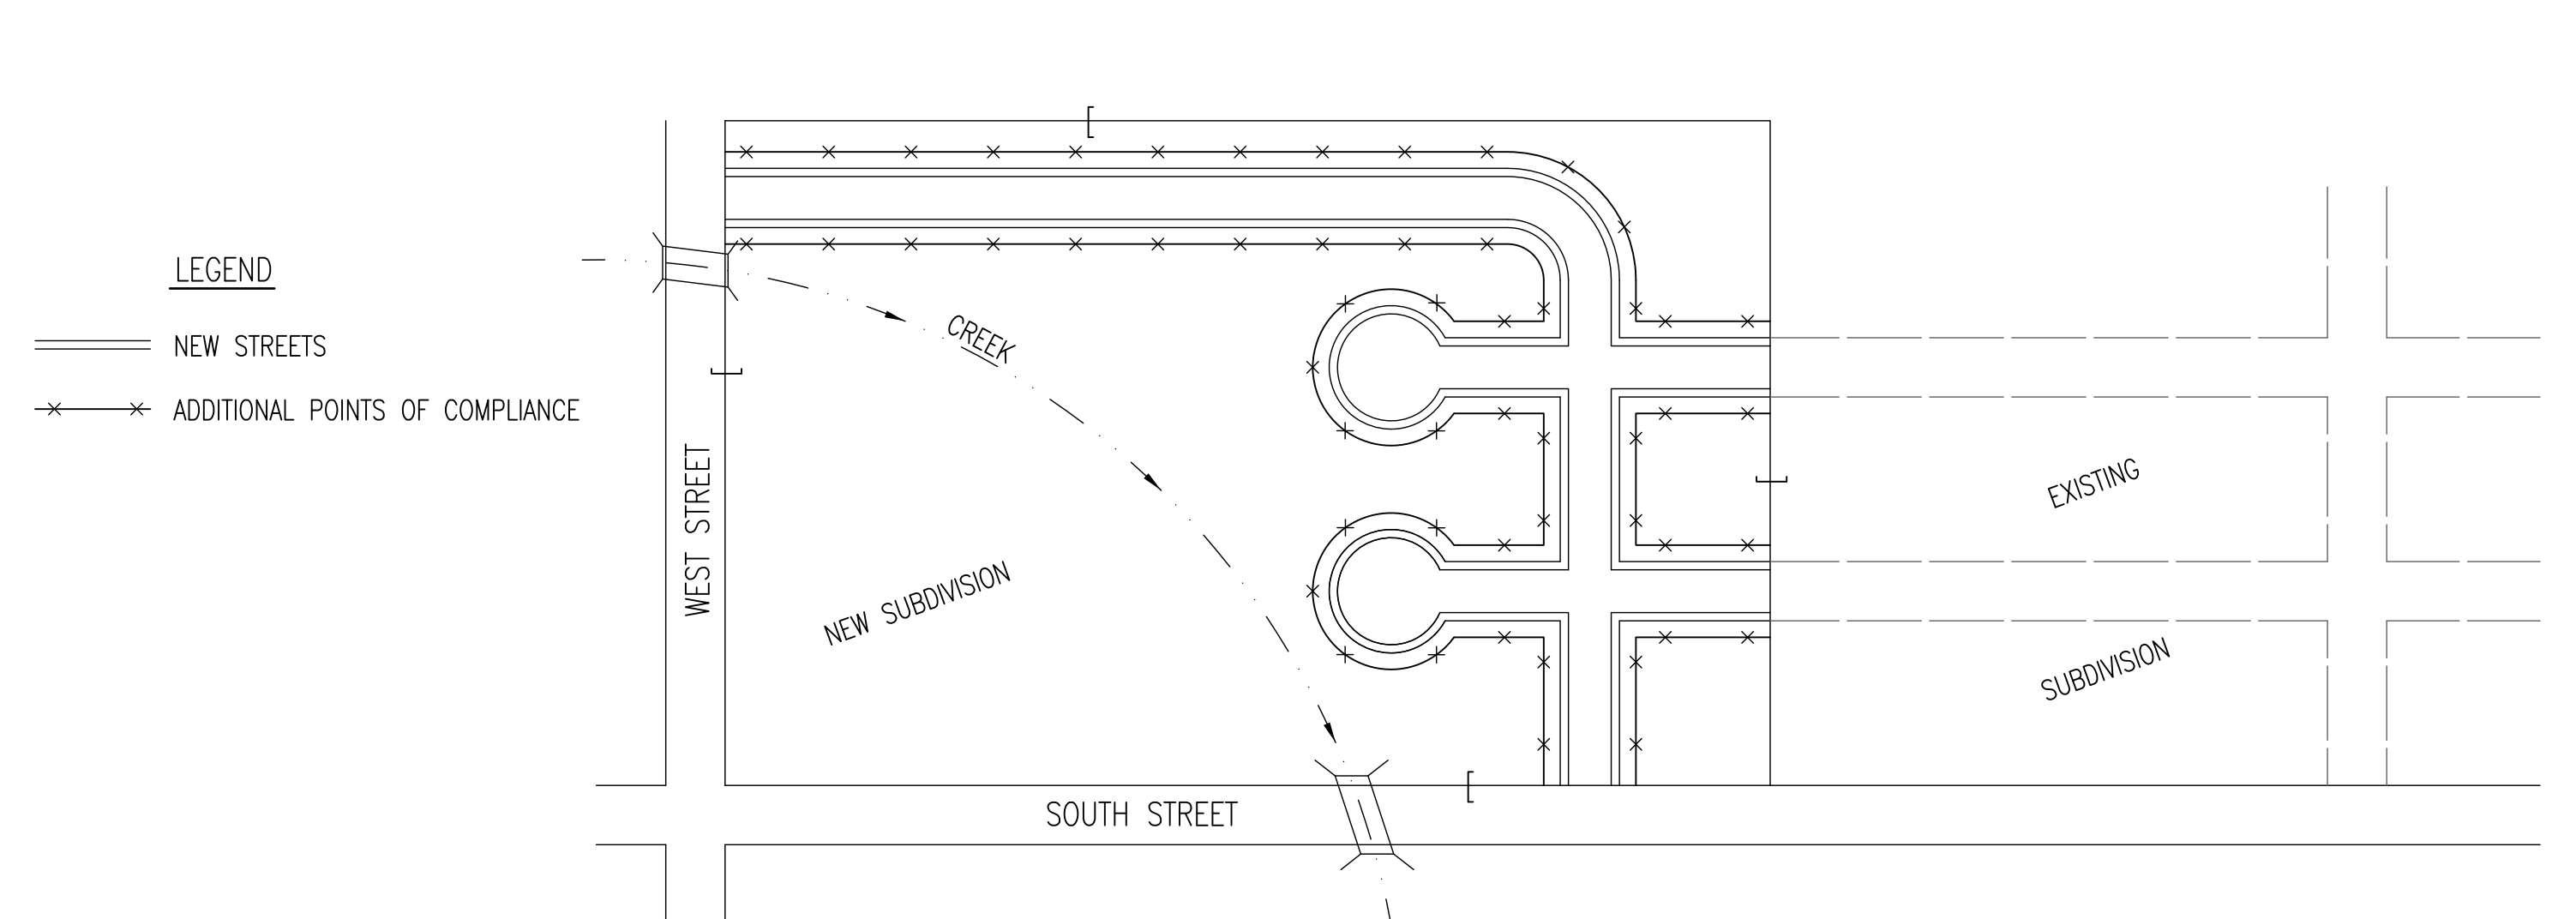 LEGEND
NEW STREETS
ADDITIONAL POINTS OF COMPLIANCE
WEST STREET
CREEK
NEW SUBDIVISION
SOUTH STREET
EXISTING
SUBDIVISION